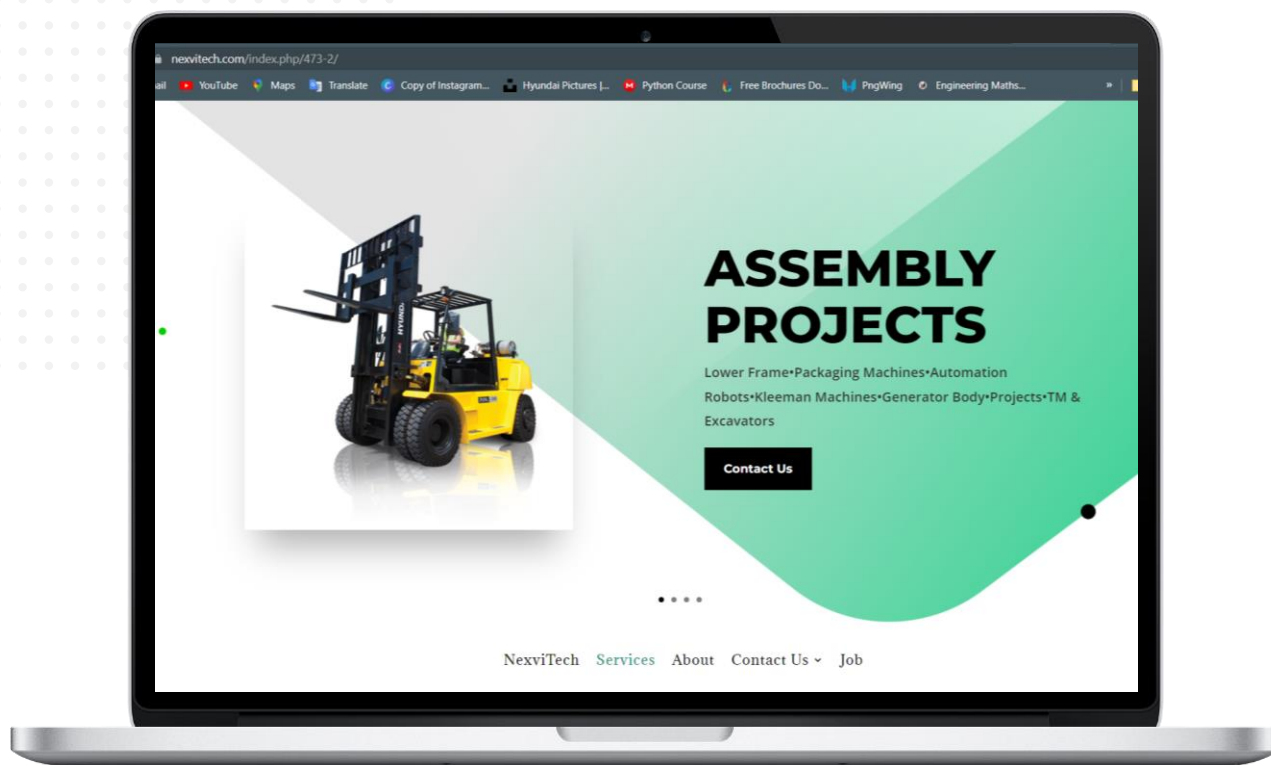 nexvitech.com/index.php/473-2/
ail YouTube Maps Translate Copy of Instagram... Hyundai Pictures |... Python Course Free Brochures Do... PngWing Engineering Maths... »
HYUNDAI
ASSEMBLY
PROJECTS
Lower Frame•Packaging Machines•Automation
Robots•Kleeman Machines•Generator Body•Projects•TM &
Excavators
Contact Us
NexviTech Services About Contact Us Job